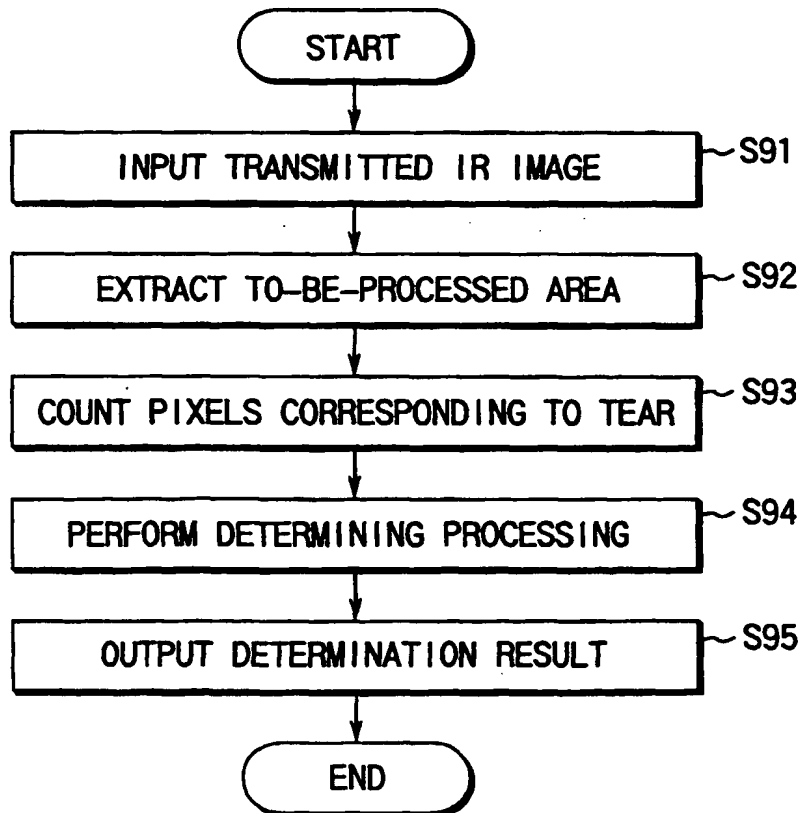 START
INPUT TRANSMITTED IR IMAGE
S91
EXTRACT TO-BE-PROCESSED AREA
S92
COUNT PIXELS CORRESPONDING TO TEAR
S93
PERFORM DETERMINING PROCESSING
S94
OUTPUT DETERMINATION RESULT
S95
END